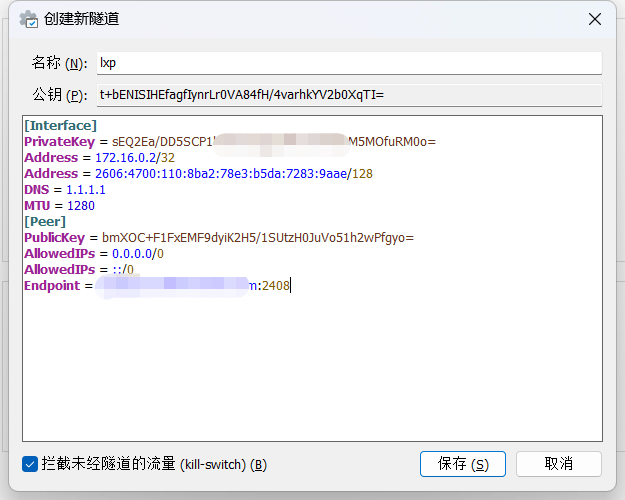 创建新隧道
名称 (N): lxp
公钥 (P): t+bENISIHEfagfIynrLr0VA84fH/4varhkYV2b0XqTI=
[Interface]
PrivateKey = sEQ2Ea/DD5SCP1 M5MOfuRM0o=
Address = 172.16.0.2/32
Address = 2606:4700:110:8ba2:78e3:b5da:7283:9aae/128
DNS = 1.1.1.1
MTU = 1280
[Peer]
PublicKey = bmXOC+F1FxEMF9dyiK2H5/1SUtzH0JuVo51h2wPfgyo=
AllowedIPs = 0.0.0.0/0
AllowedIPs = ::/0
Endpoint = m:2408
拦截未经隧道的流量 (kill-switch) (B)
保存 (S)
取消